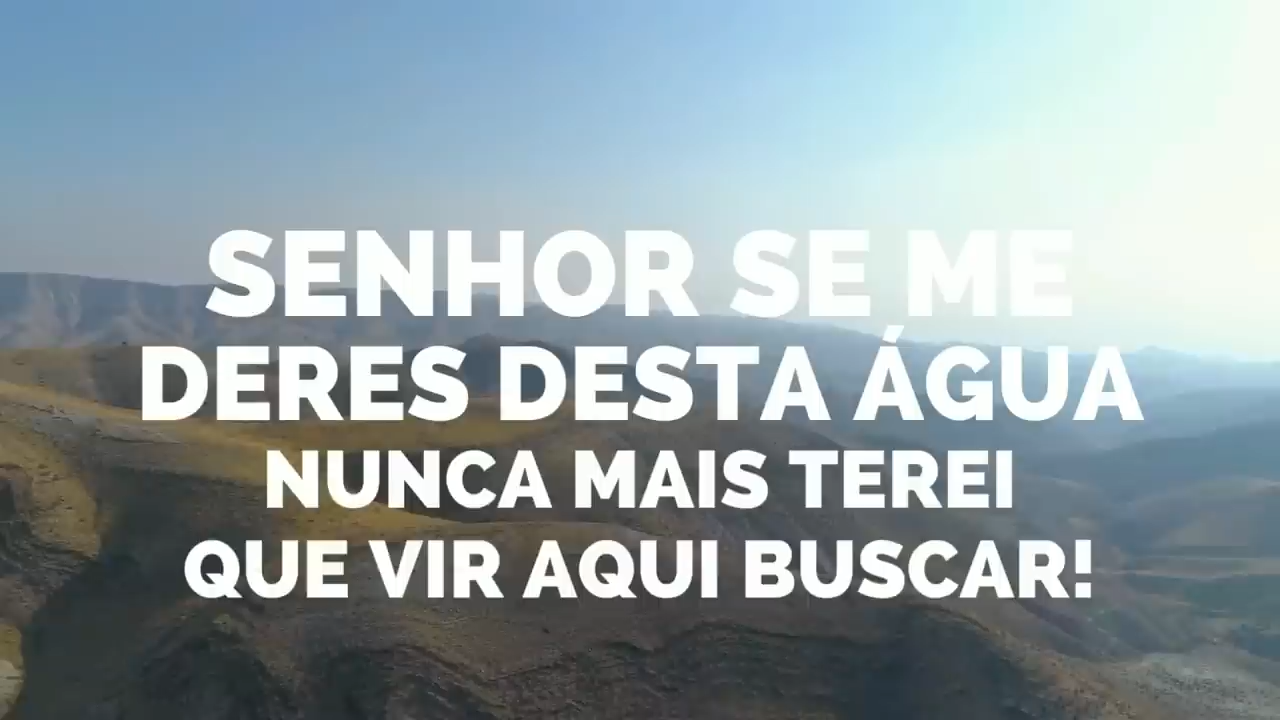 SENHOR SE ME
DERES DESTA ÁGUA
NUNCA MAIS TEREI
QUE VIR AQUI BUSCAR!